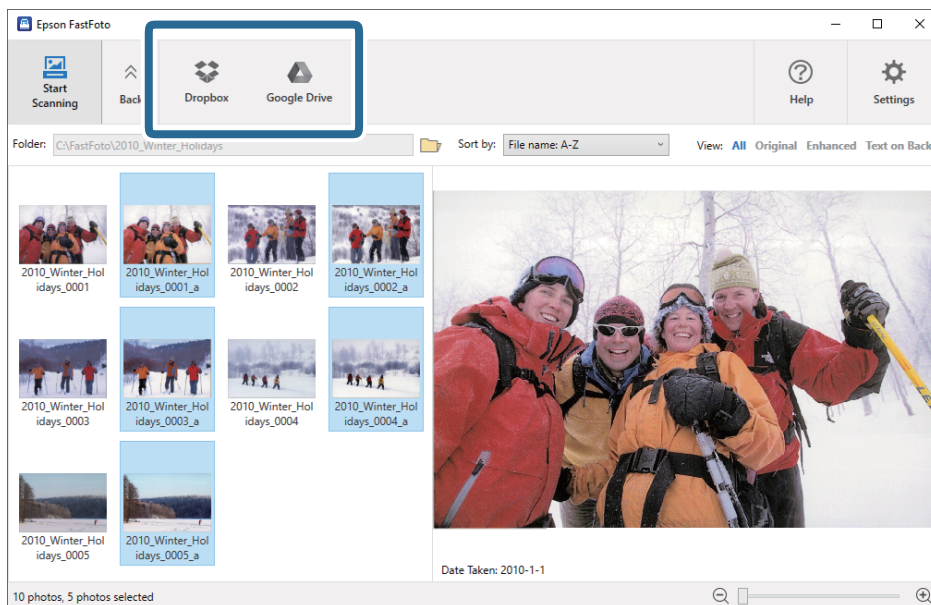 Epson FastFoto
Start
Scanning
Back
Dropbox
Google Drive
Help
Settings
Folder: C:\FastFoto\2010_Winter_Holidays
Sort by: File name: A-Z
View: All Original Enhanced Text on Back
2010_Winter_Hol
idays_0001
2010_Winter_Hol
idays_0001_a
2010_Winter_Hol
idays_0002
2010_Winter_Hol
idays_0002_a
2010_Winter_Hol
idays_0003
2010_Winter_Hol
idays_0003_a
2010_Winter_Hol
idays_0004
2010_Winter_Hol
idays_0004_a
2010_Winter_Hol
idays_0005
2010_Winter_Hol
idays_0005_a
Date Taken: 2010-1-1
10 photos, 5 photos selected